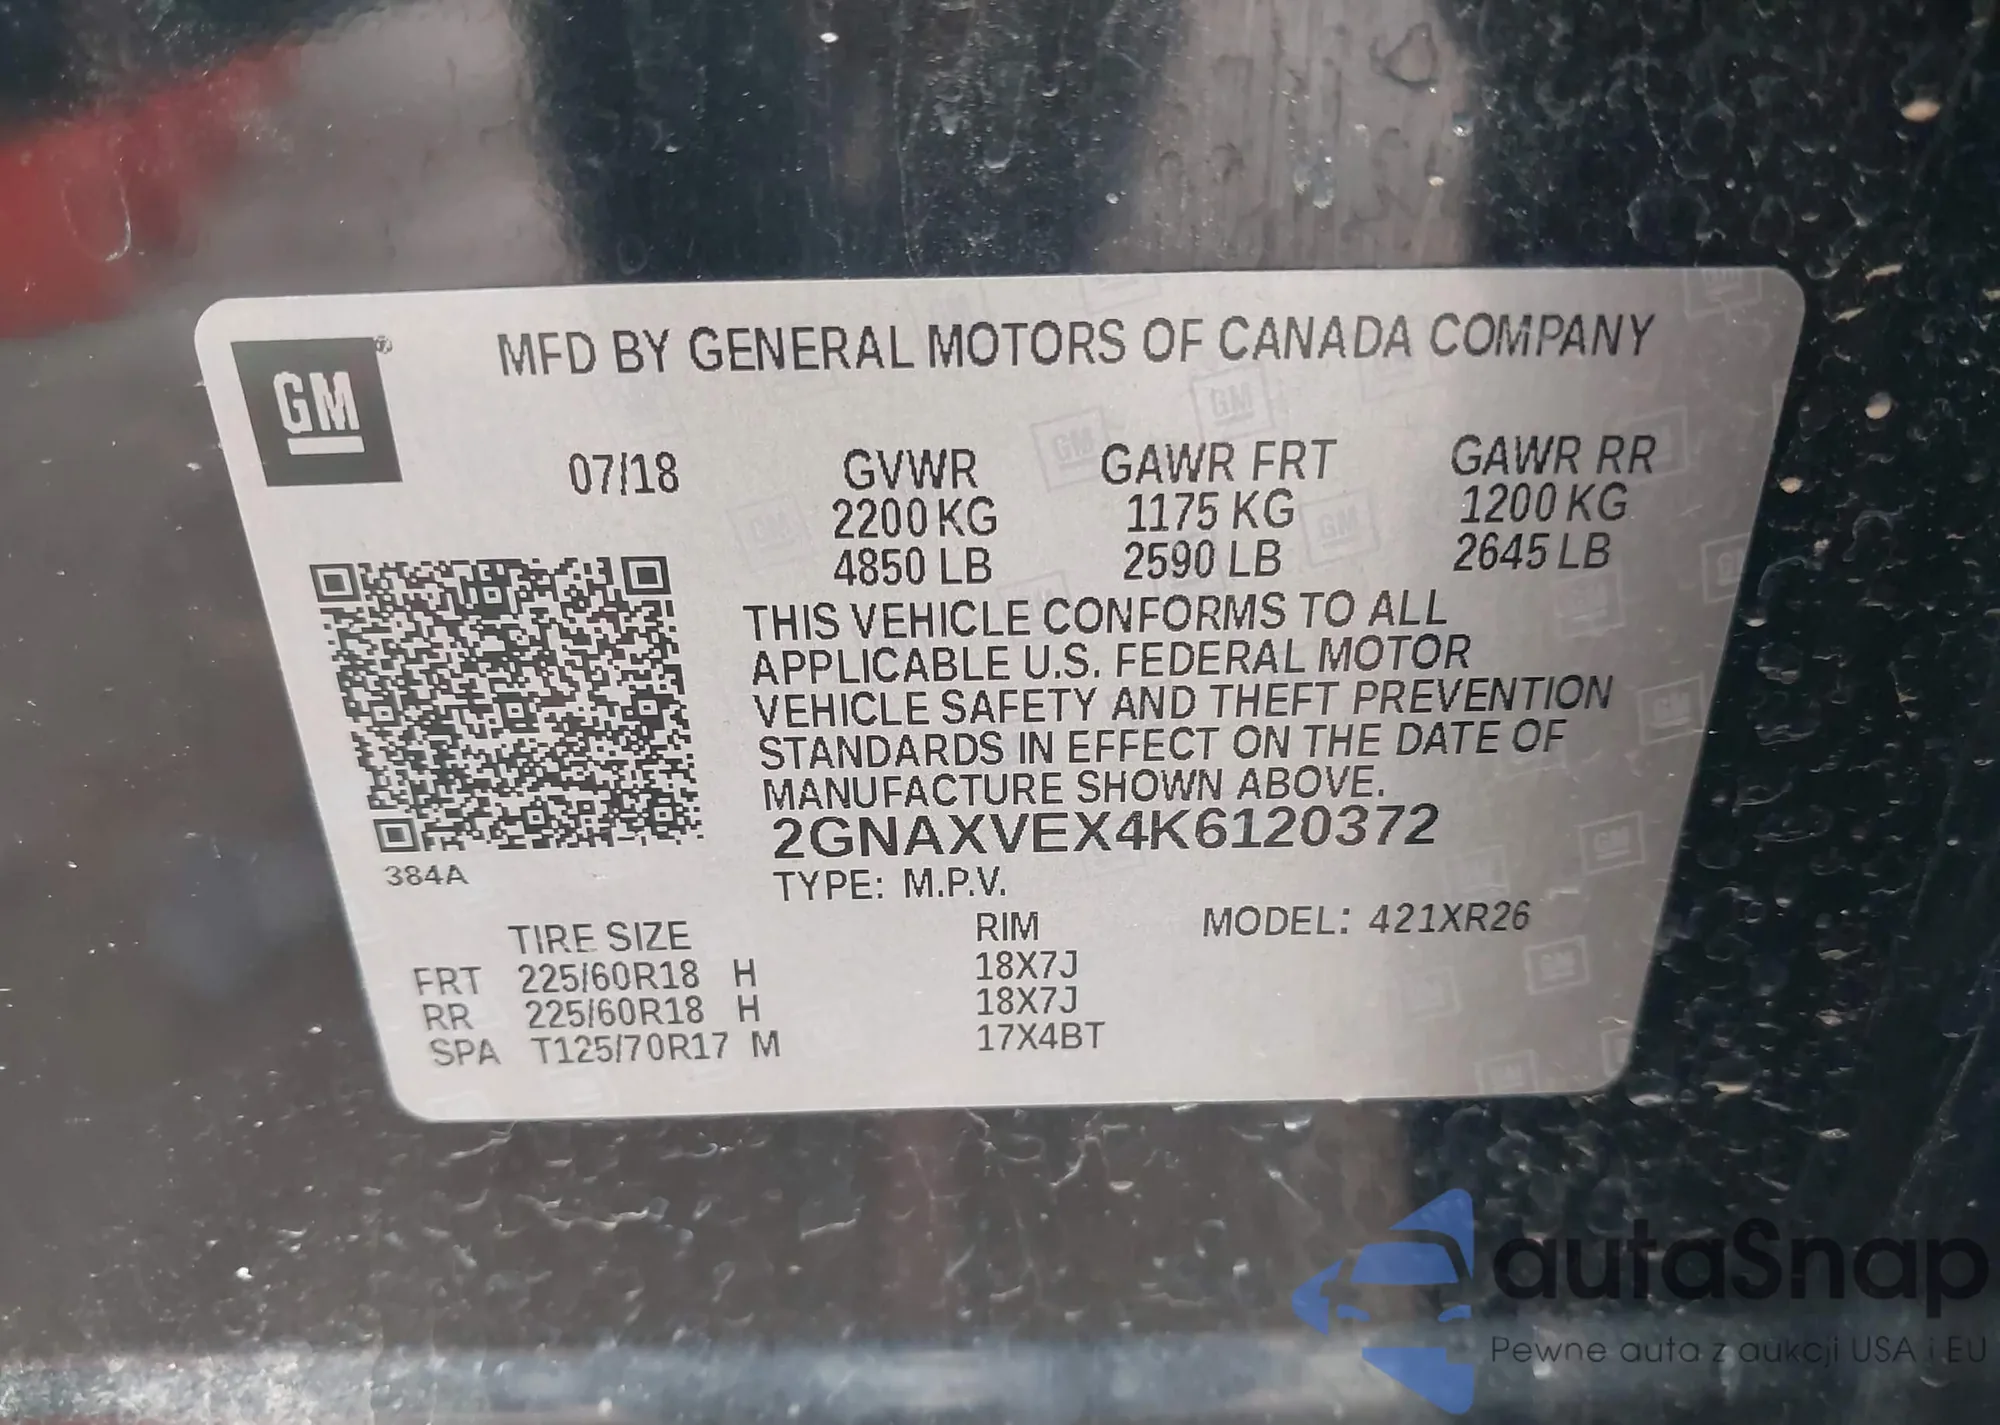 GM
MFD BY GENERAL MOTORS OF CANADA COMPANY
07/18 GVWR GAWR FRT GAWR RR
2200 KG 1175 KG 1200 KG
4850 LB 2590 LB 2645 LB
THIS VEHICLE CONFORMS TO ALL
APPLICABLE U.S. FEDERAL MOTOR
VEHICLE SAFETY AND THEFT PREVENTION
STANDARDS IN EFFECT ON THE DATE OF
MANUFACTURE SHOWN ABOVE.
2GNAXVEX4K6120372
384A
TYPE: M.P.V.
TIRE SIZE RIM MODEL: 421XR26
FRT 225/60R18 H 18X7J
RR 225/60R18 H 18X7J
SPA T125/70R17 M 17X4BT
autaSnap
Pewne auta z aukcji USA i EU